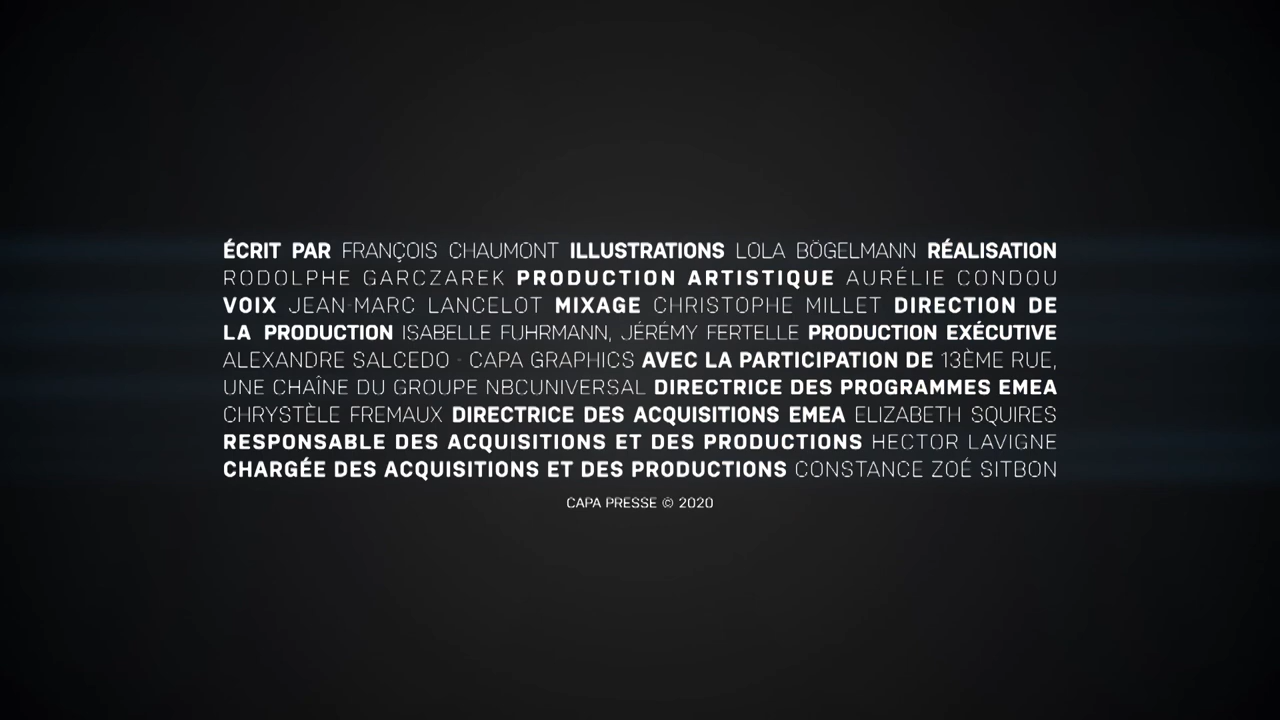 ÉCRIT PAR FRANÇOIS CHAUMONT ILLUSTRATIONS LOLA BÖGELMANN RÉALISATION
RODOLPHE GARCZAREK PRODUCTION ARTISTIQUE AURÉLIE CONDOU
VOIX JEAN-MARC LANCELOT MIXAGE CHRISTOPHE MILLET DIRECTION DE
LA PRODUCTION ISABELLE FUHRMANN, JÉRÉMY FERTELLE PRODUCTION EXÉCUTIVE
ALEXANDRE SALCEDO - CAPA GRAPHICS AVEC LA PARTICIPATION DE 13ÈME RUE,
UNE CHAÎNE DU GROUPE NBCUNIVERSAL DIRECTRICE DES PROGRAMMES EMEA
CHRYSTÈLE FREMAUX DIRECTRICE DES ACQUISITIONS EMEA ELIZABETH SQUIRES
RESPONSABLE DES ACQUISITIONS ET DES PRODUCTIONS HECTOR LAVIGNE
CHARGÉE DES ACQUISITIONS ET DES PRODUCTIONS CONSTANCE ZOÉ SITBON
CAPA PRESSE © 2020